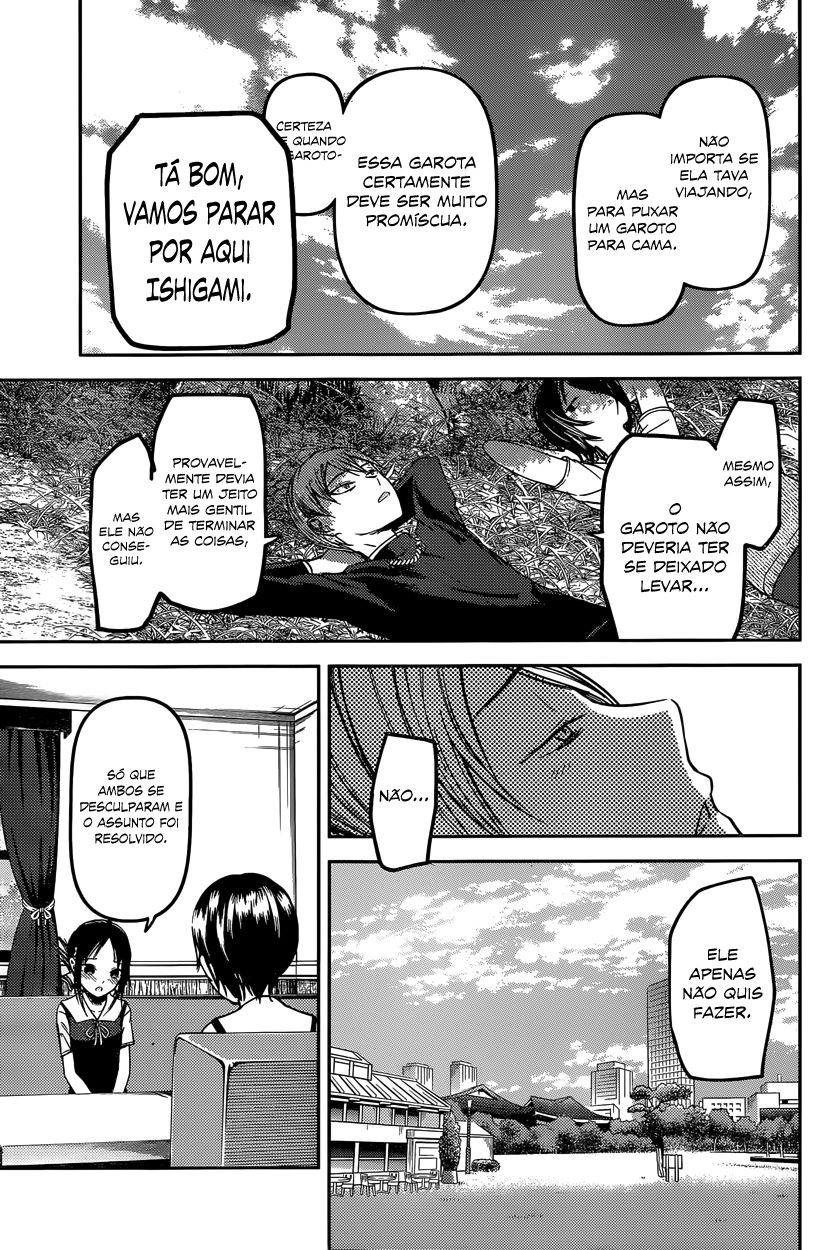 NÃO
IMPORTA SE
ELA TAVA
VIAJANDO,
MAS
PARA PUXAR
UM GAROTO
PARA CAMA.
ESSA GAROTA
CERTAMENTE
DEVE SER MUITO
PROMÍSCUA.
CERTEZA
E QUANDO
GAROTO-
TÁ BOM,
VAMOS PARAR
POR AQUI
ISHIGAMI.
MESMO
ASSIM,
O
GAROTO NÃO
DEVERIA TER
SE DEIXADO
LEVAR...
PROVAVEL-
MENTE DEVIA
TER UM JEITO
MAIS GENTIL
DE TERMINAR
AS COISAS,
MAS
ELE NÃO
CONSE-
GUIU.
NÃO...
ELE
APENAS
NÃO QUIS
FAZER.
SÓ QUE
AMBOS SE
DESCULPARAM E
O ASSUNTO FOI
RESOLVIDO.